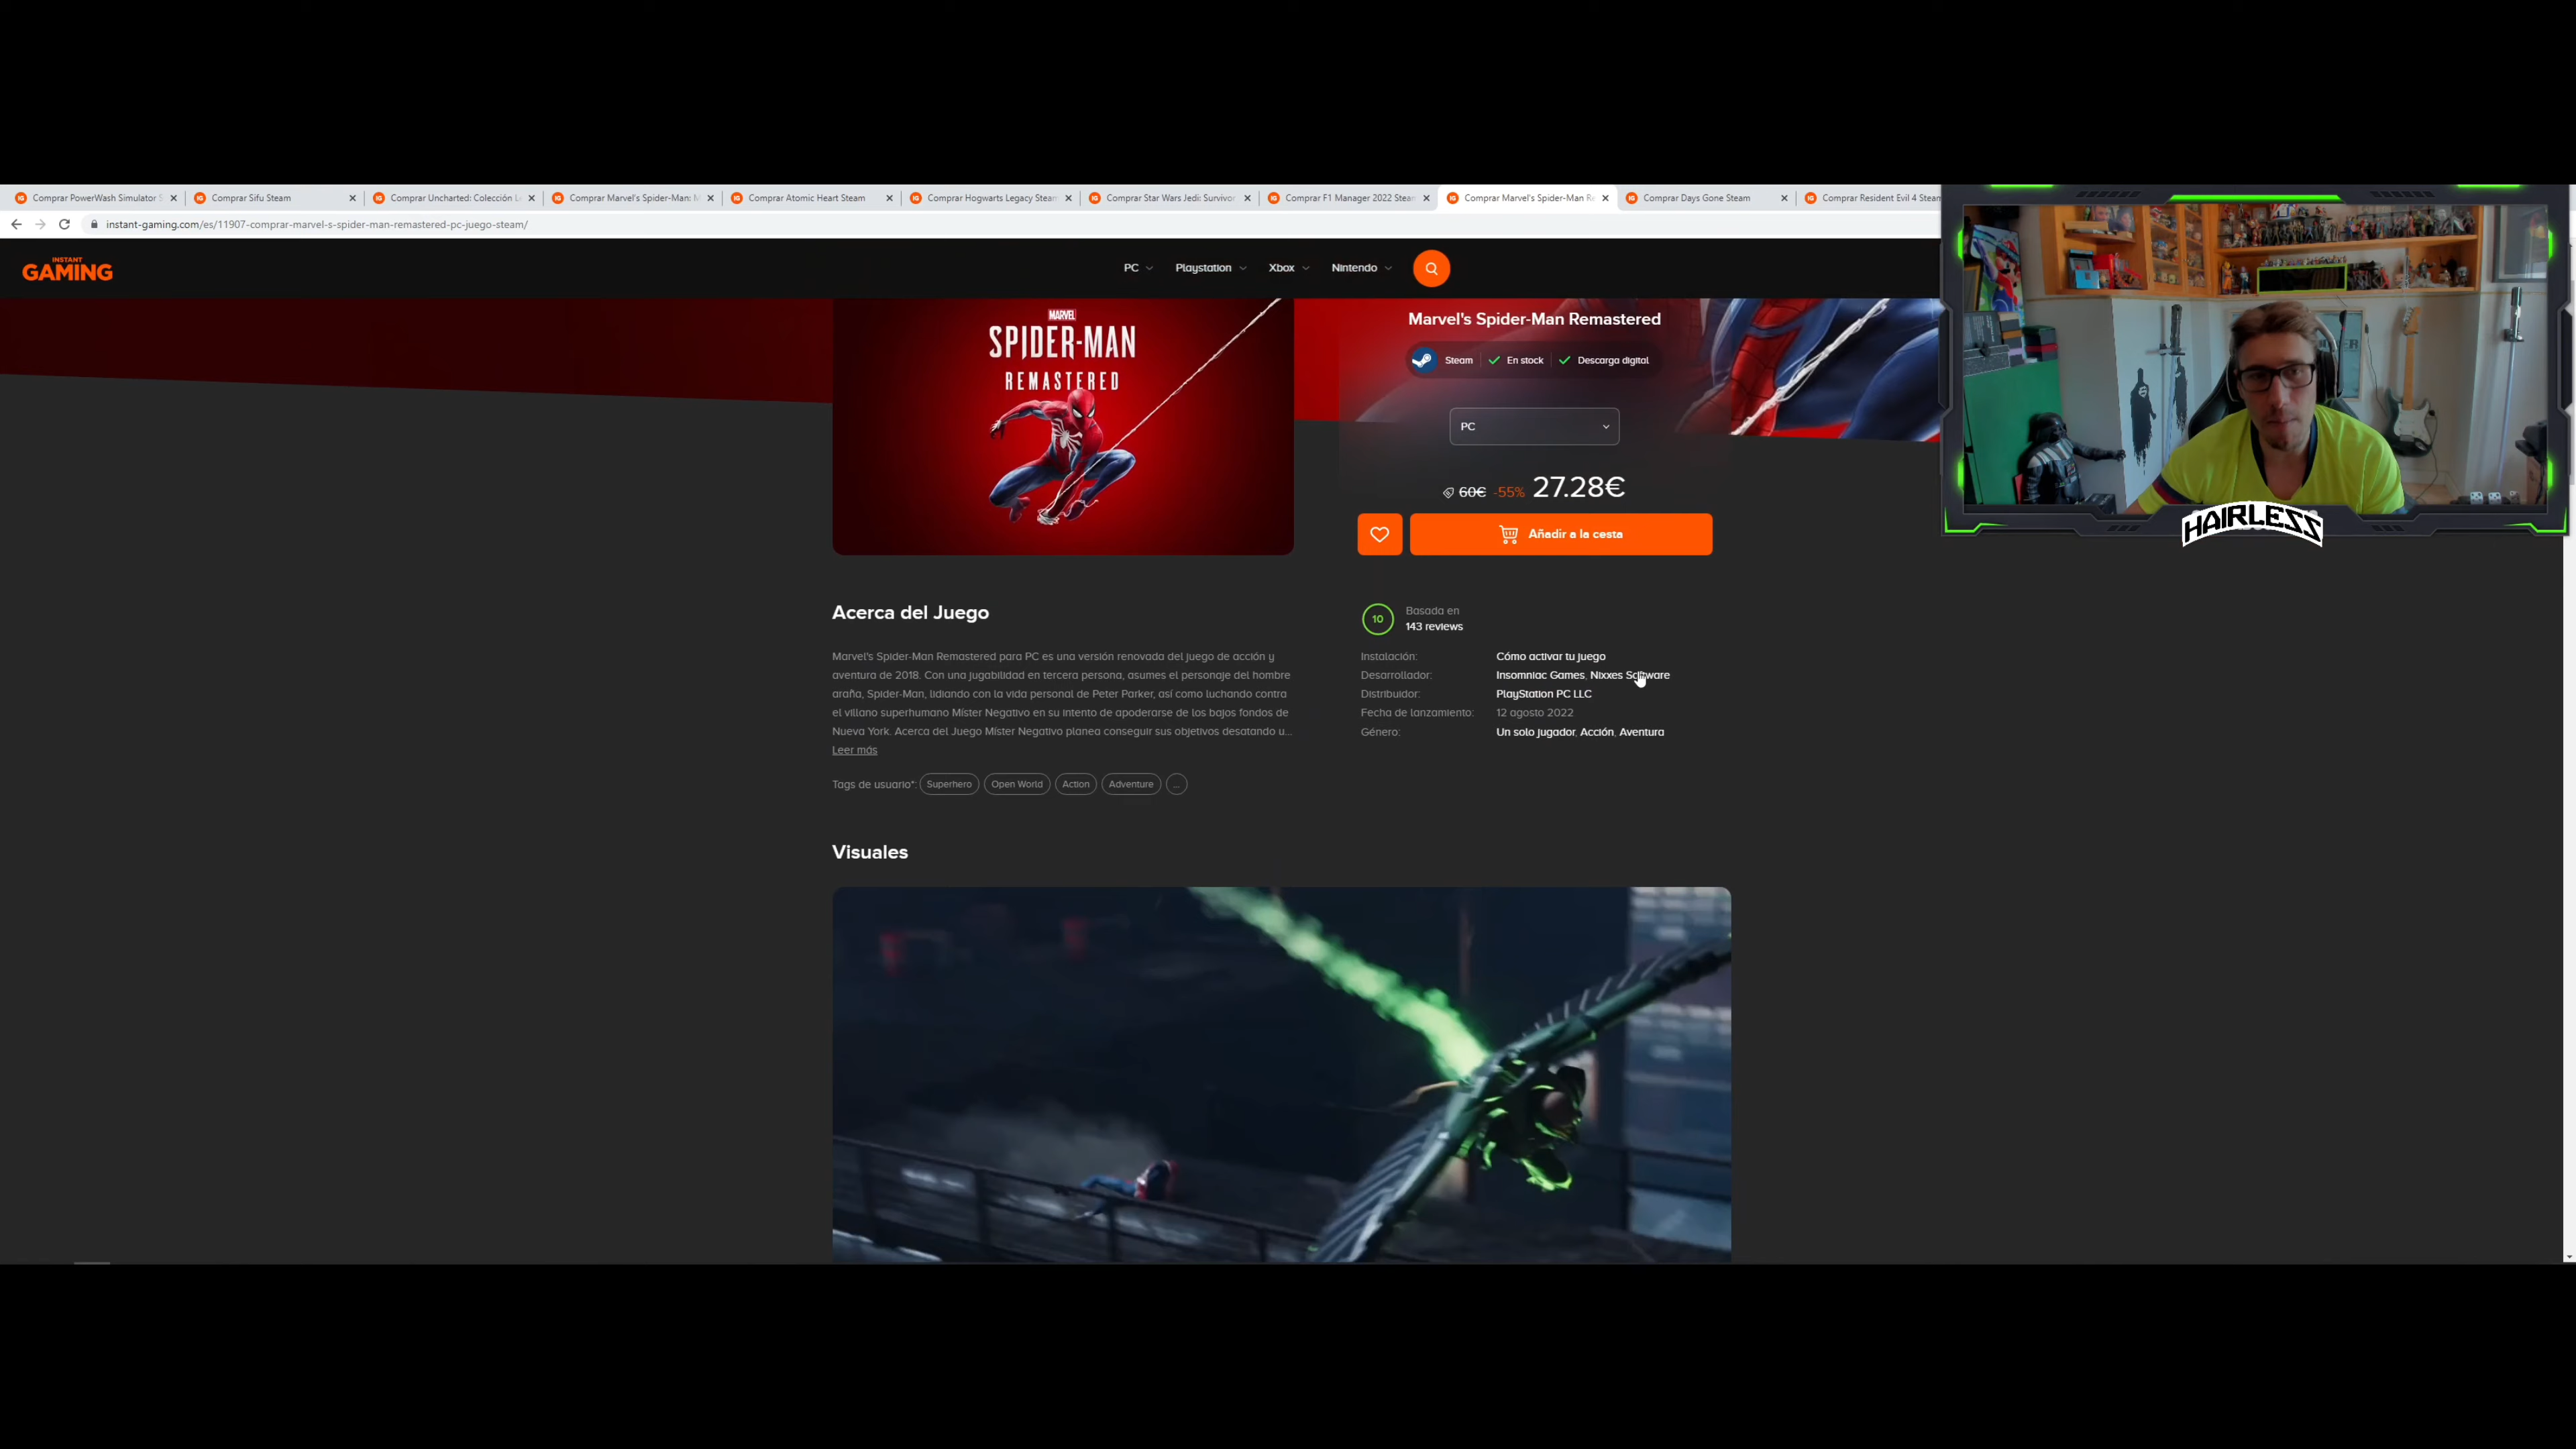 Comprar PowerWash Simulator S
Comprar Sifu Steam
Comprar Uncharted: Colección L
Comprar Marvel's Spider-Man: M
Comprar Atomic Heart Steam
Comprar Hogwarts Legacy Steam
Comprar Star Wars Jedi: Survivor
Comprar F1 Manager 2022 Steam
Comprar Marvel's Spider-Man R
Comprar Days Gone Steam
Comprar Resident Evil 4 Steam
instant-gaming.com/es/11907-comprar-marvel-s-spider-man-remastered-pc-juego-steam/
INSTANT
GAMING
PC
Playstation
Xbox
Nintendo
MARVEL
SPIDER-MAN
REMASTERED
Marvel's Spider-Man Remastered
Steam
En stock
Descarga digital
PC
60€ -55% 27.28€
Añadir a la cesta
HAIRLESS
Acerca del Juego
Marvel's Spider-Man Remastered para PC es una versión renovada del juego de acción y
aventura de 2018. Con una jugabilidad en tercera persona, asumes el personaje del hombre
araña, Spider-Man, lidiando con la vida personal de Peter Parker, así como luchando contra
el villano superhumano Míster Negativo en su intento de apoderarse de los bajos fondos de
Nueva York. Acerca del Juego Míster Negativo planea conseguir sus objetivos desatando u...
Leer más
Tags de usuario*: Superhero Open World Action Adventure ...
10
Basada en
143 reviews
Instalación: Cómo activar tu juego
Desarrollador: Insomniac Games, Nixxes Software
Distribuidor: PlayStation PC LLC
Fecha de lanzamiento: 12 agosto 2022
Género: Un solo jugador, Acción, Aventura
Visuales